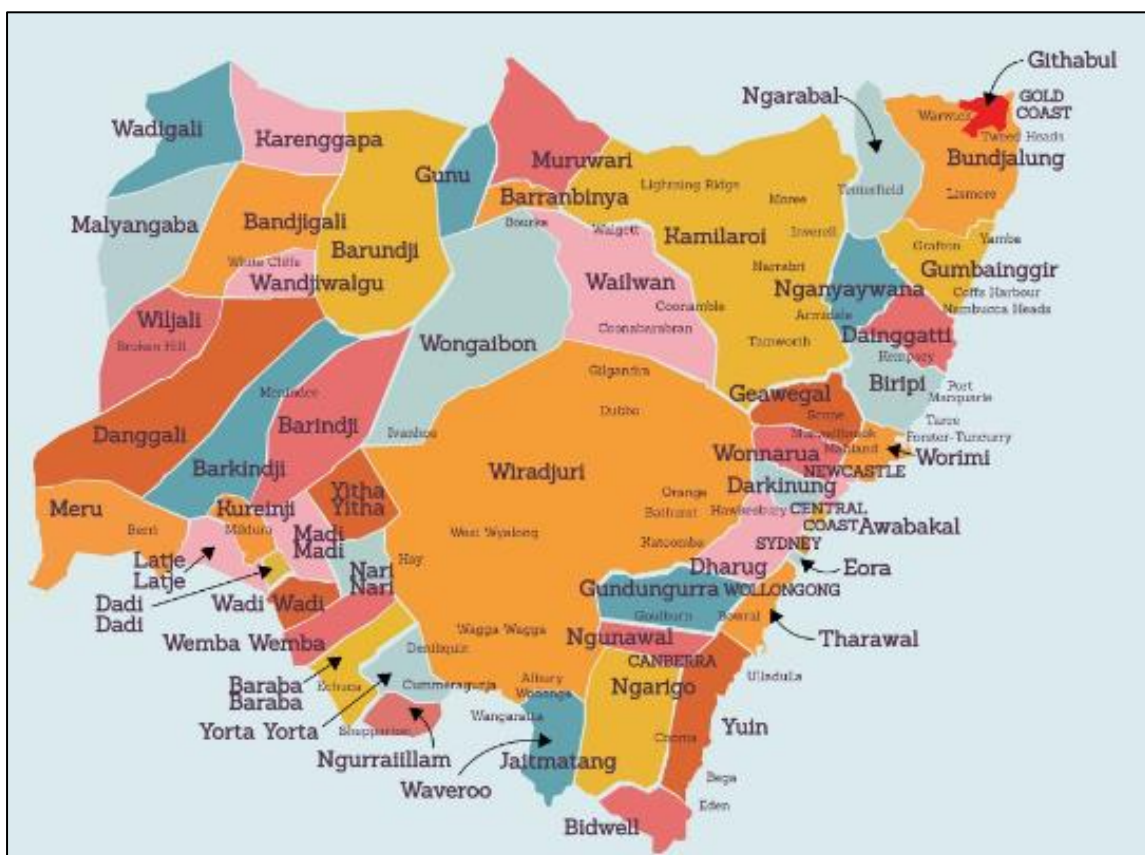 Githabul
Ngarabal
GOLD
COAST
Warwick
Tweed Heads
Wadigali
Karenggapa
Gunu
Muruwari
Bundjalung
Barranbinya
Lightning Ridge
Tenterfield
Lismore
Malyangaba
Bandjigali
Barundji
Bourke
Walgett
Moree
Kamilaroi
Inverell
Grafton
Yamba
White Cliffs
Wandjiwalgu
Wailwan
Narrabri
Gumbainggir
Nganyaywana
Coffs Harbour
Nambucca Heads
Wiljali
Broken Hill
Wongaibon
Coonamble
Coonabarabran
Armidale
Dainggatti
Tamworth
Kempsey
Gilgandra
Menindee
Geawegal
Biripi
Port
Macquarie
Dubbo
Scone
Taree
Danggali
Barindji
Ivanhoe
Muswellbrook
Forster-Tuncurry
Maitland
Wonnarua
Worimi
Barkindji
Wiradjuri
NEWCASTLE
Yitha
Yitha
Darkinung
Meru
Kureinji
Orange
Bathurst
Hawkesbury
CENTRAL
COAST
Awabakal
Berri
Mildura
Madi
Madi
West Wyalong
Katoomba
SYDNEY
Latje
Latje
Hay
Dharug
Eora
Nari
Nari
Gundungurra
WOLLONGONG
Dadi
Dadi
Wadi Wadi
Goulburn
Bowral
Wemba Wemba
Wagga Wagga
Ngunawal
Tharawal
Deniliquin
CANBERRA
Baraba
Baraba
Echuca
Cummeragunja
Albury
Wodonga
Ngarigo
Ulladulla
Yorta Yorta
Wangaratta
Yuin
Shepparton
Ngurraiillam
Cooma
Jaitmatang
Waveroo
Bega
Eden
Bidwell